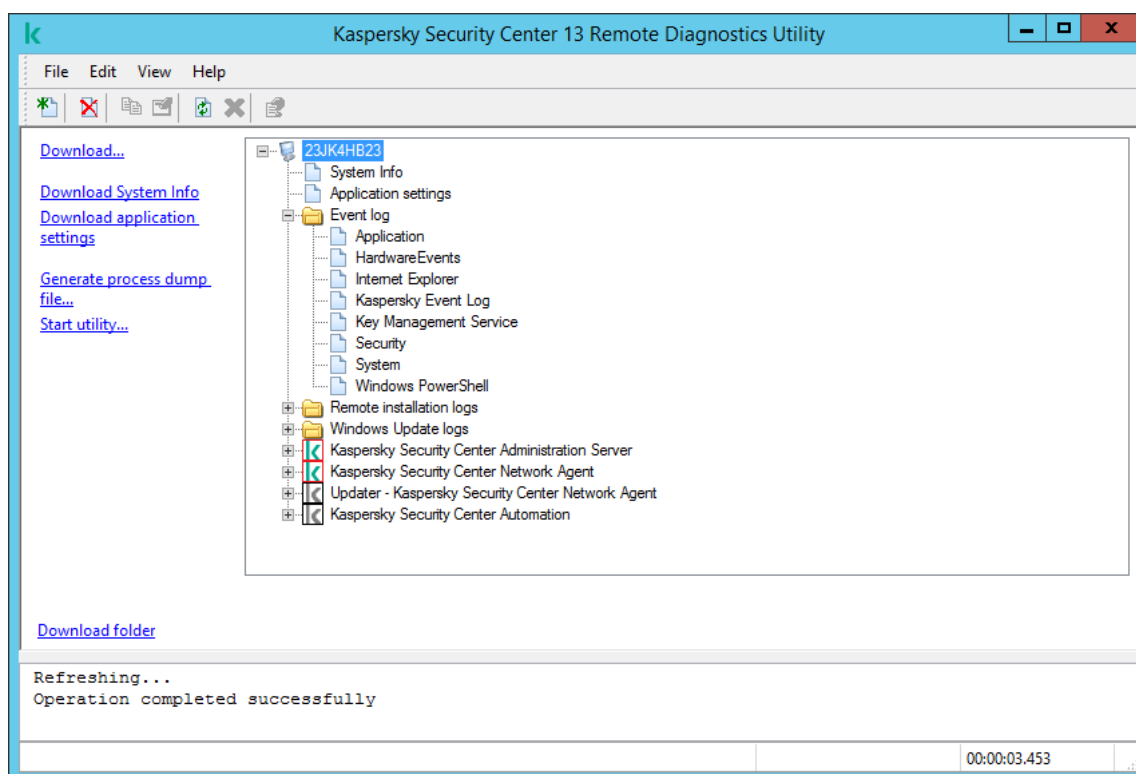 Kaspersky Security Center 13 Remote Diagnostics Utility
File Edit View Help
Download...
Download System Info
Download application
settings
Generate process dump
file...
Start utility...
23JK4HB23
System Info
Application settings
Event log
Application
HardwareEvents
Internet Explorer
Kaspersky Event Log
Key Management Service
Security
System
Windows PowerShell
Remote installation logs
Windows Update logs
Kaspersky Security Center Administration Server
Kaspersky Security Center Network Agent
Updater - Kaspersky Security Center Network Agent
Kaspersky Security Center Automation
Download folder
Refreshing...
Operation completed successfully
00:00:03.453